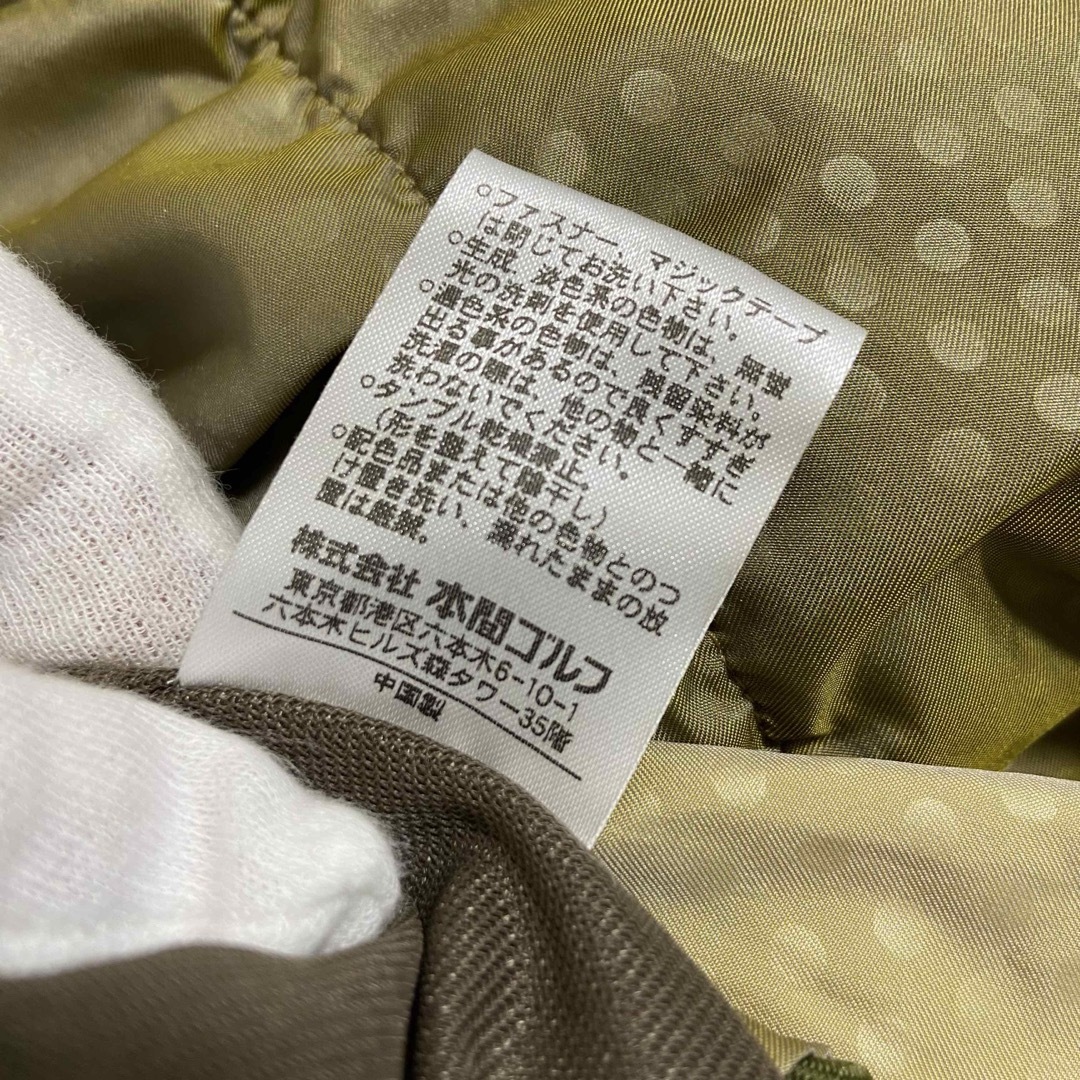 ○ファスナー、マジックテープ
は閉じてお洗い下さい。
○生成、淡色系の色物は、無蛍
光の洗剤を使用して下さい。
○濃色系の色物は、残留染料が
出る事があるので良くすすぎ
洗濯の際は、他の物と一緒に
洗わないでください。
○タンブル乾燥禁止。
(形を整えて陰干し)
○配色品または他の色物とのつ
け置き洗い、濡れたままの放
置は厳禁。
株式会社 本間ゴルフ
東京都港区六本木6-10-1
六本木ヒルズ森タワー35階
中国製